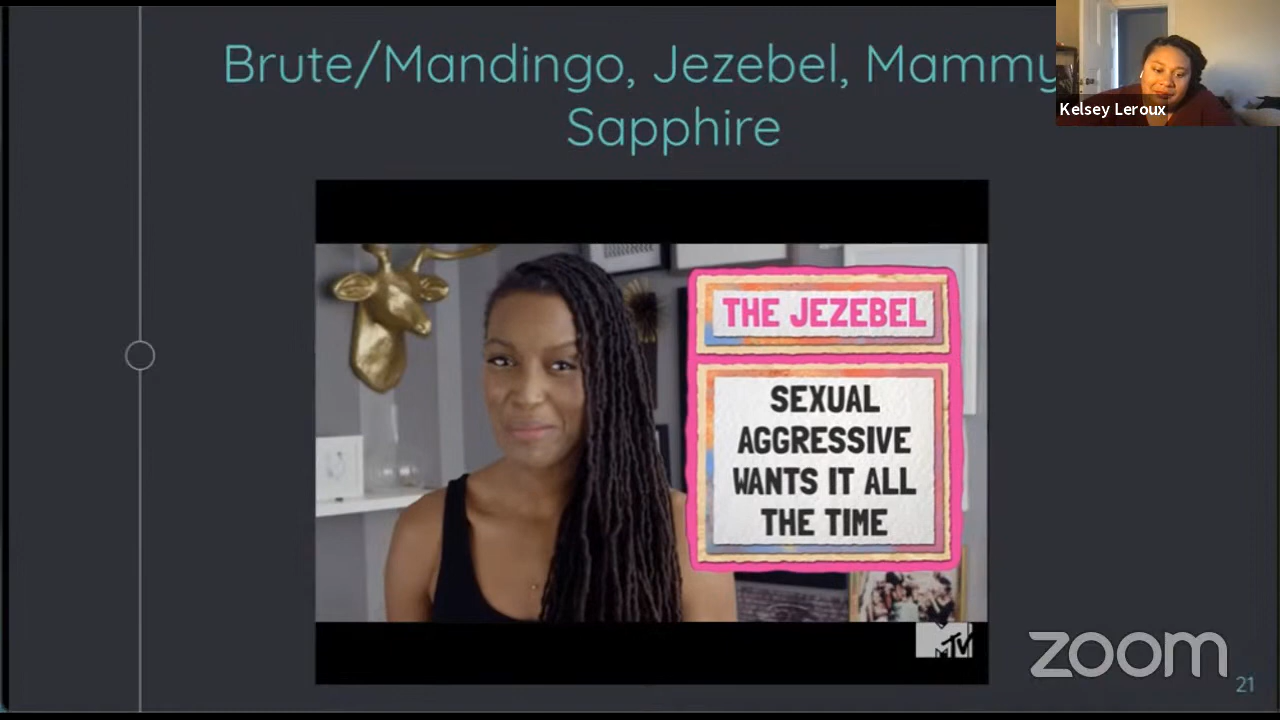 Brute/Mandingo, Jezebel, Mammy
Sapphire
Kelsey Leroux
THE JEZEBEL
SEXUAL
AGGRESSIVE
WANTS IT ALL
THE TIME
MTV
zoom
21